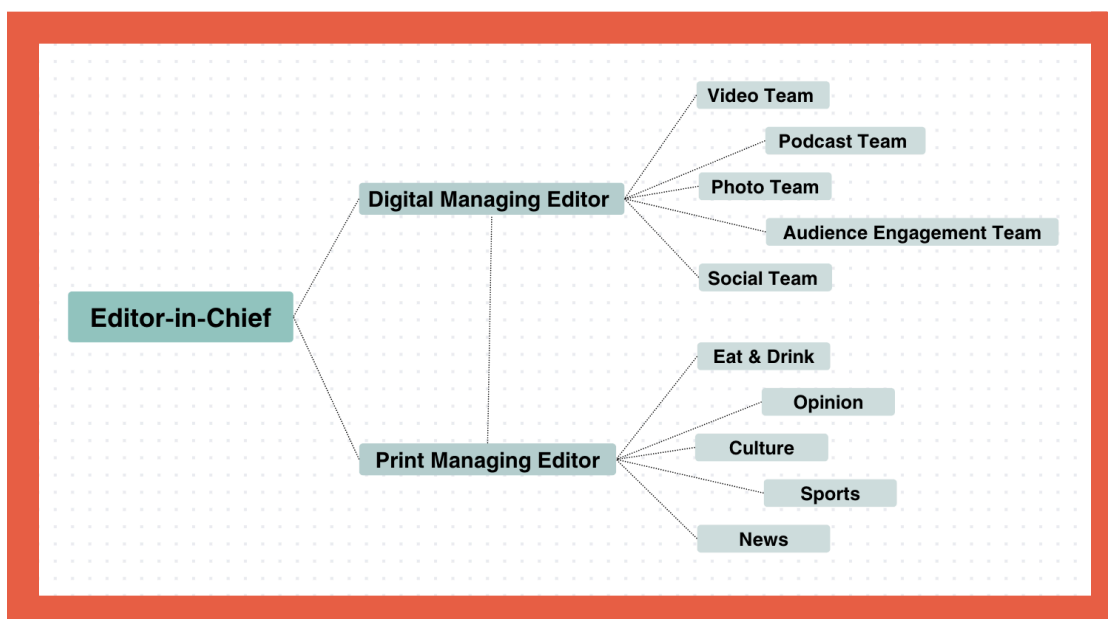 Editor-in-Chief
Digital Managing Editor
Video Team
Podcast Team
Photo Team
Audience Engagement Team
Social Team
Print Managing Editor
Eat & Drink
Opinion
Culture
Sports
News